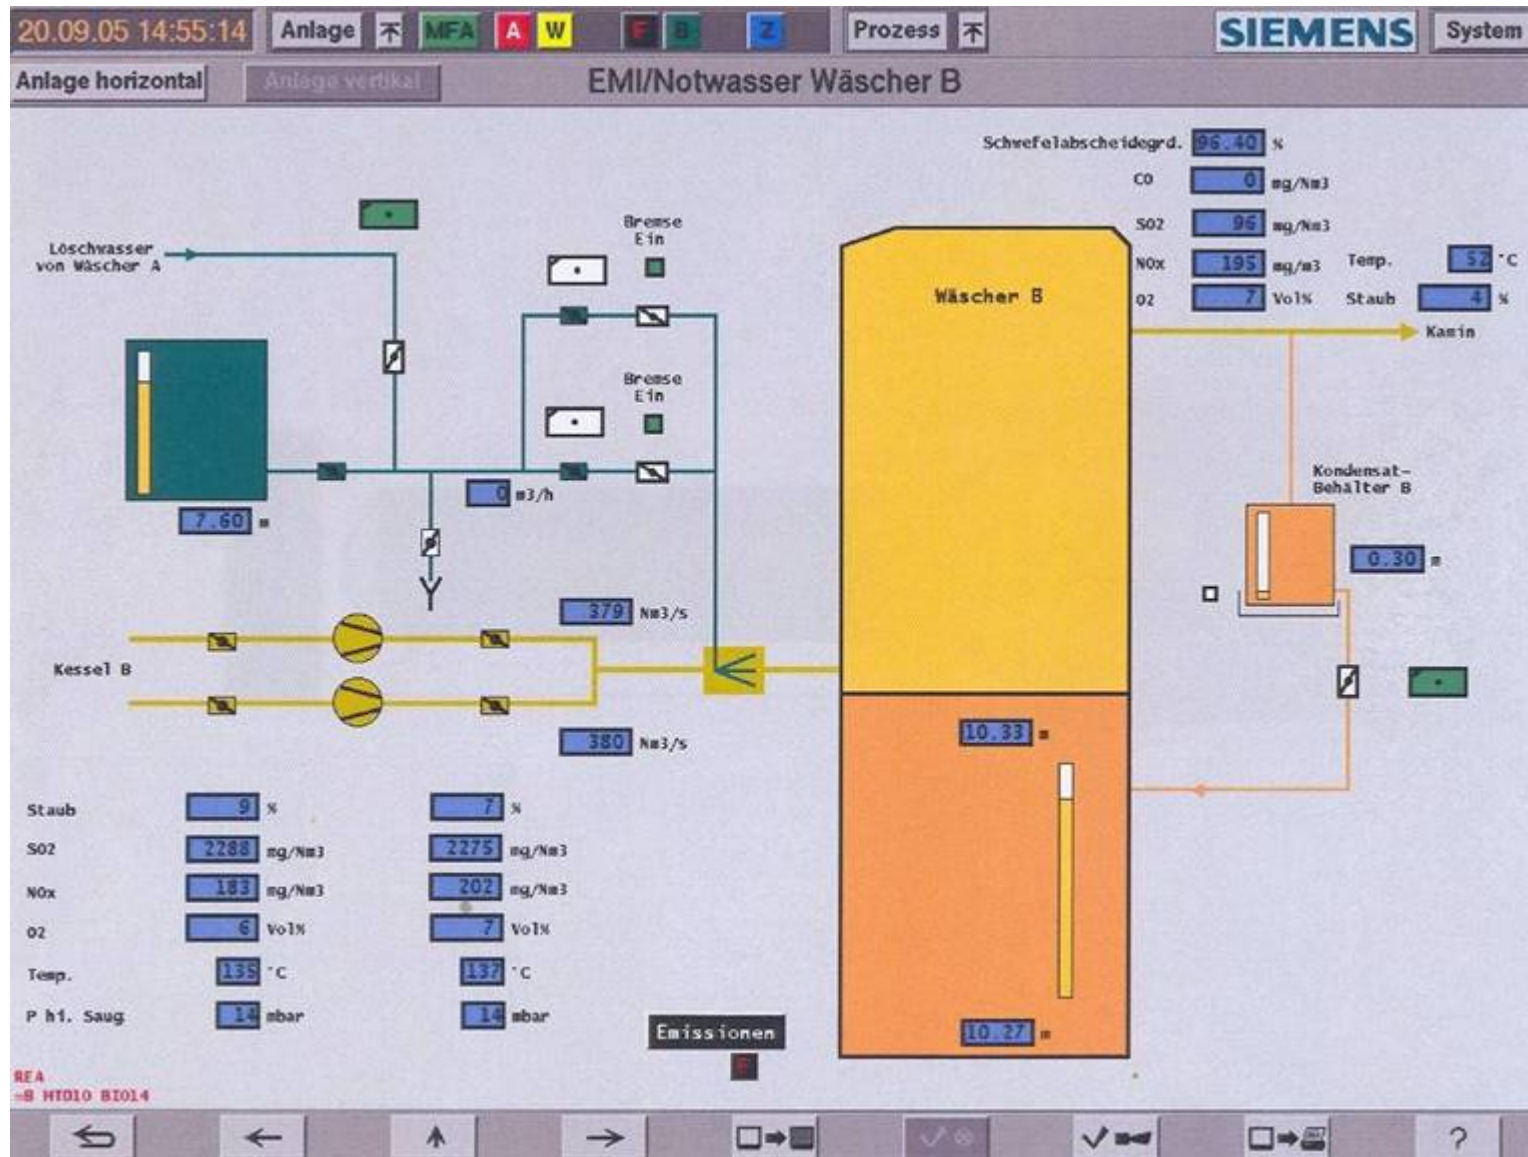 20.09.05 14:55:14 Anlage MFA A W F B Z Prozess SIEMENS System
Anlage horizontal Anlage vertikal EMI/Notwasser Wäscher B
Schwefelabscheidegrd. 96.40 %
CO 0 mg/Nm3
SO2 96 mg/Nm3
NOx 195 mg/m3 Temp. 52 °C
O2 7 Vol% Staub 4 %
Kamin
Löschwasser
von Wäscher A
Bremse
Ein
Wäscher B
Bremse
Ein
7.60 m
0 m3/h
Kondensat-
Behälter B
0.30 m
379 Nm3/s
Kessel B
380 Nm3/s
10.33 m
Staub 9 % 7 %
SO2 2288 mg/Nm3 2275 mg/Nm3
NOx 183 mg/Nm3 202 mg/Nm3
O2 6 Vol% 7 Vol%
Temp. 135 °C 137 °C
P hi. Saug 14 mbar 14 mbar
Emissionen
10.27 m
REA
=B HTD10 BI014
?